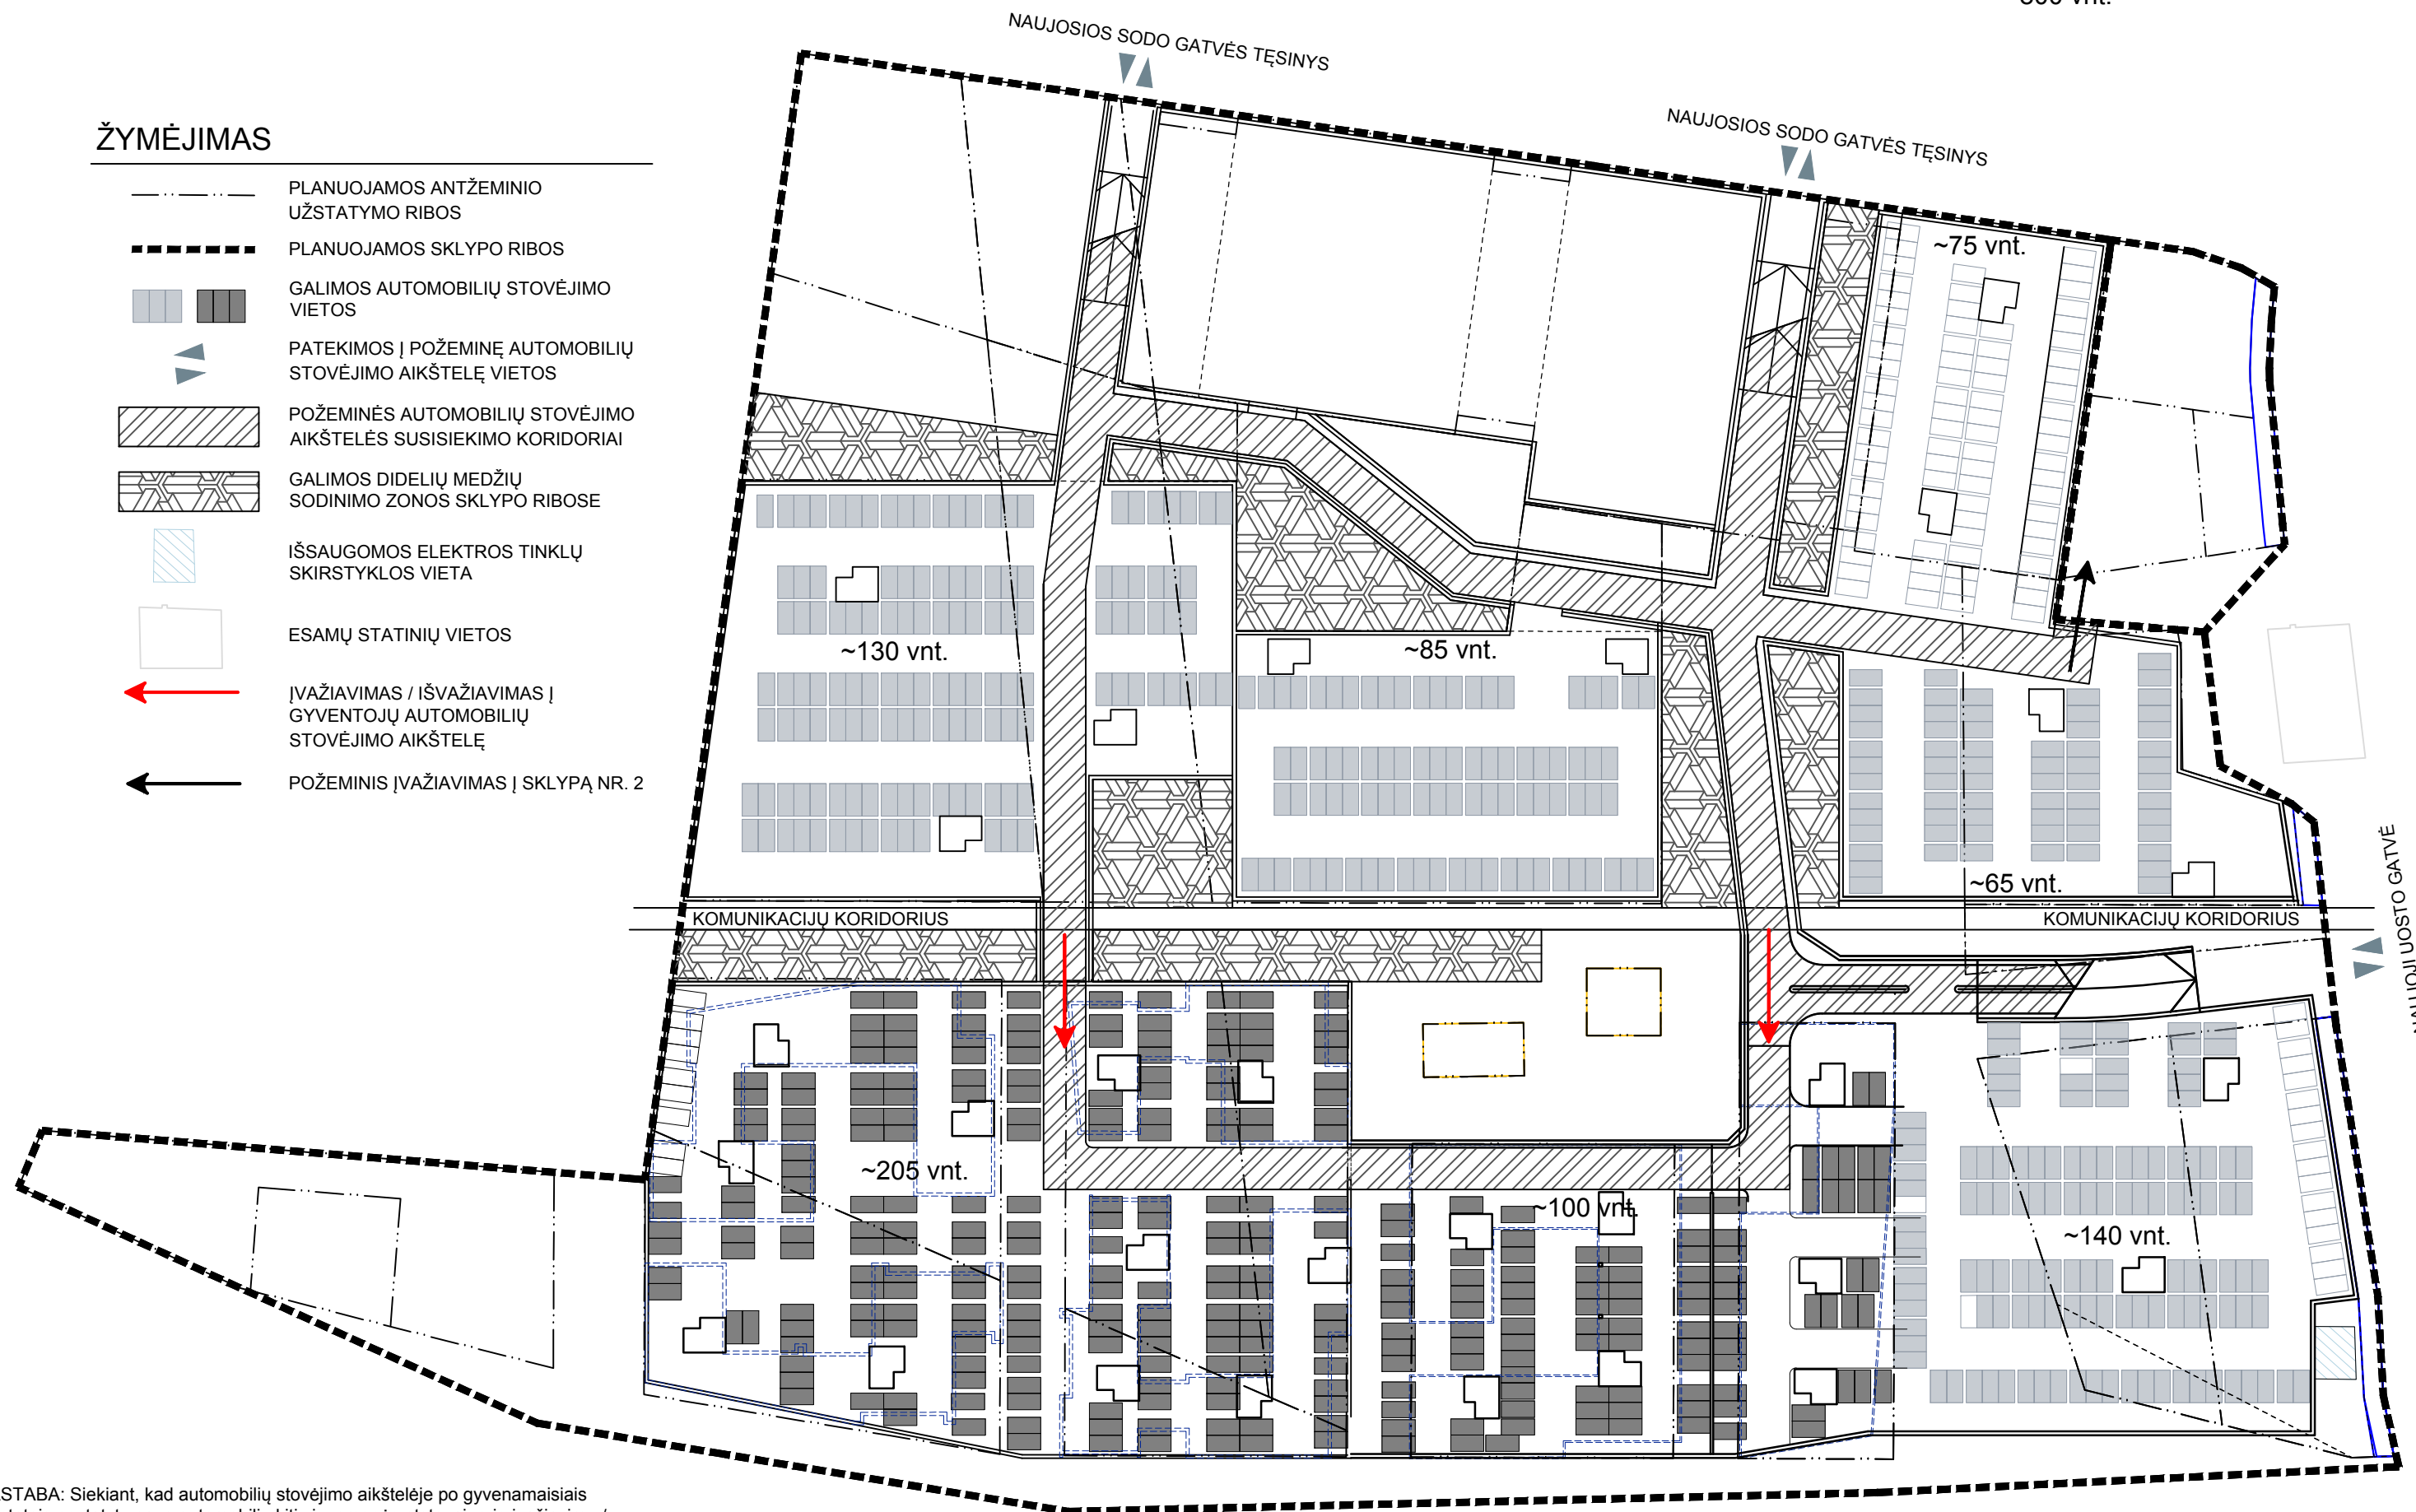 NAUJOSIOS SODO GATVĖS TĘSINYS
NAUJOSIOS SODO GATVĖS TĘSINYS
ŽYMĖJIMAS
PLANUOJAMOS ANTŽEMINIO
UŽSTATYMO RIBOS
PLANUOJAMOS SKLYPO RIBOS
GALIMOS AUTOMOBILIŲ STOVĖJIMO
VIETOS
PATEKIMOS Į POŽEMINĘ AUTOMOBILIŲ
STOVĖJIMO AIKŠTELĘ VIETOS
POŽEMINĖS AUTOMOBILIŲ STOVĖJIMO
AIKŠTELĖS SUSISIEKIMO KORIDORIAI
GALIMOS DIDELIŲ MEDŽIŲ
SODINIMO ZONOS SKLYPO RIBOSE
IŠSAUGOMOS ELEKTROS TINKLŲ
SKIRSTYKLOS VIETA
ESAMŲ STATINIŲ VIETOS
ĮVAŽIAVIMAS / IŠVAŽIAVIMAS Į
GYVENTOJŲ AUTOMOBILIŲ
STOVĖJIMO AIKŠTELĘ
POŽEMINIS ĮVAŽIAVIMAS Į SKLYPĄ NR. 2
~75 vnt.
~130 vnt.
~85 vnt.
~65 vnt.
KOMUNIKACIJŲ KORIDORIUS
KOMUNIKACIJŲ KORIDORIUS
UOSTO GATVĖ
~205 vnt.
~100 vnt.
~140 vnt.
STABA: Siekiant, kad automobilių stovėjimo aikštelėje po gyvenamaisiais